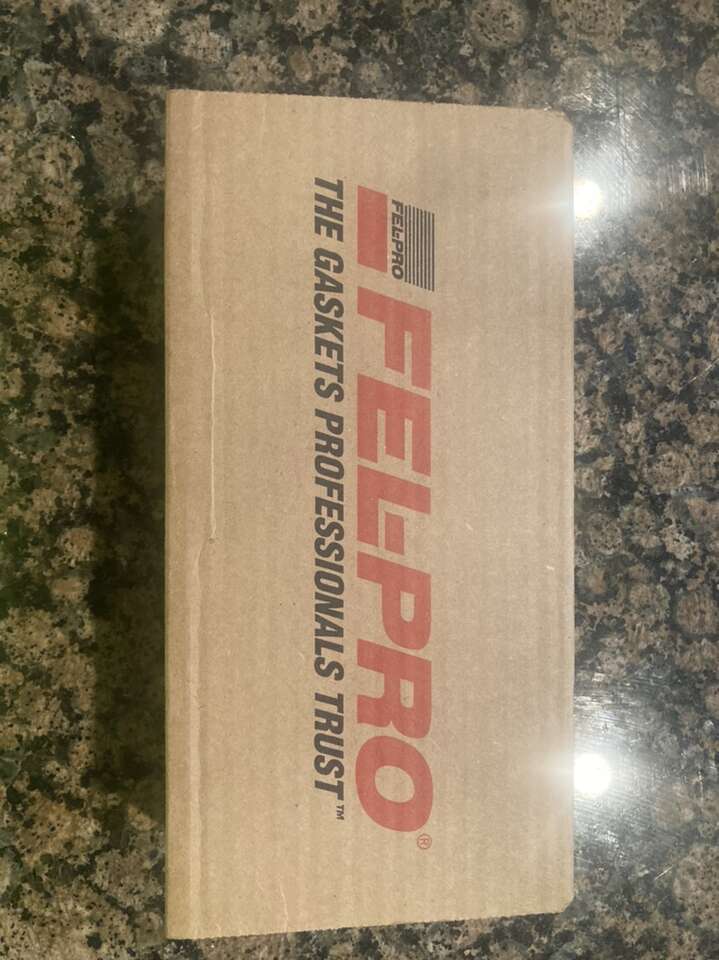 FEL-PRO
FEL-PRO®
THE GASKETS PROFESSIONALS TRUST™